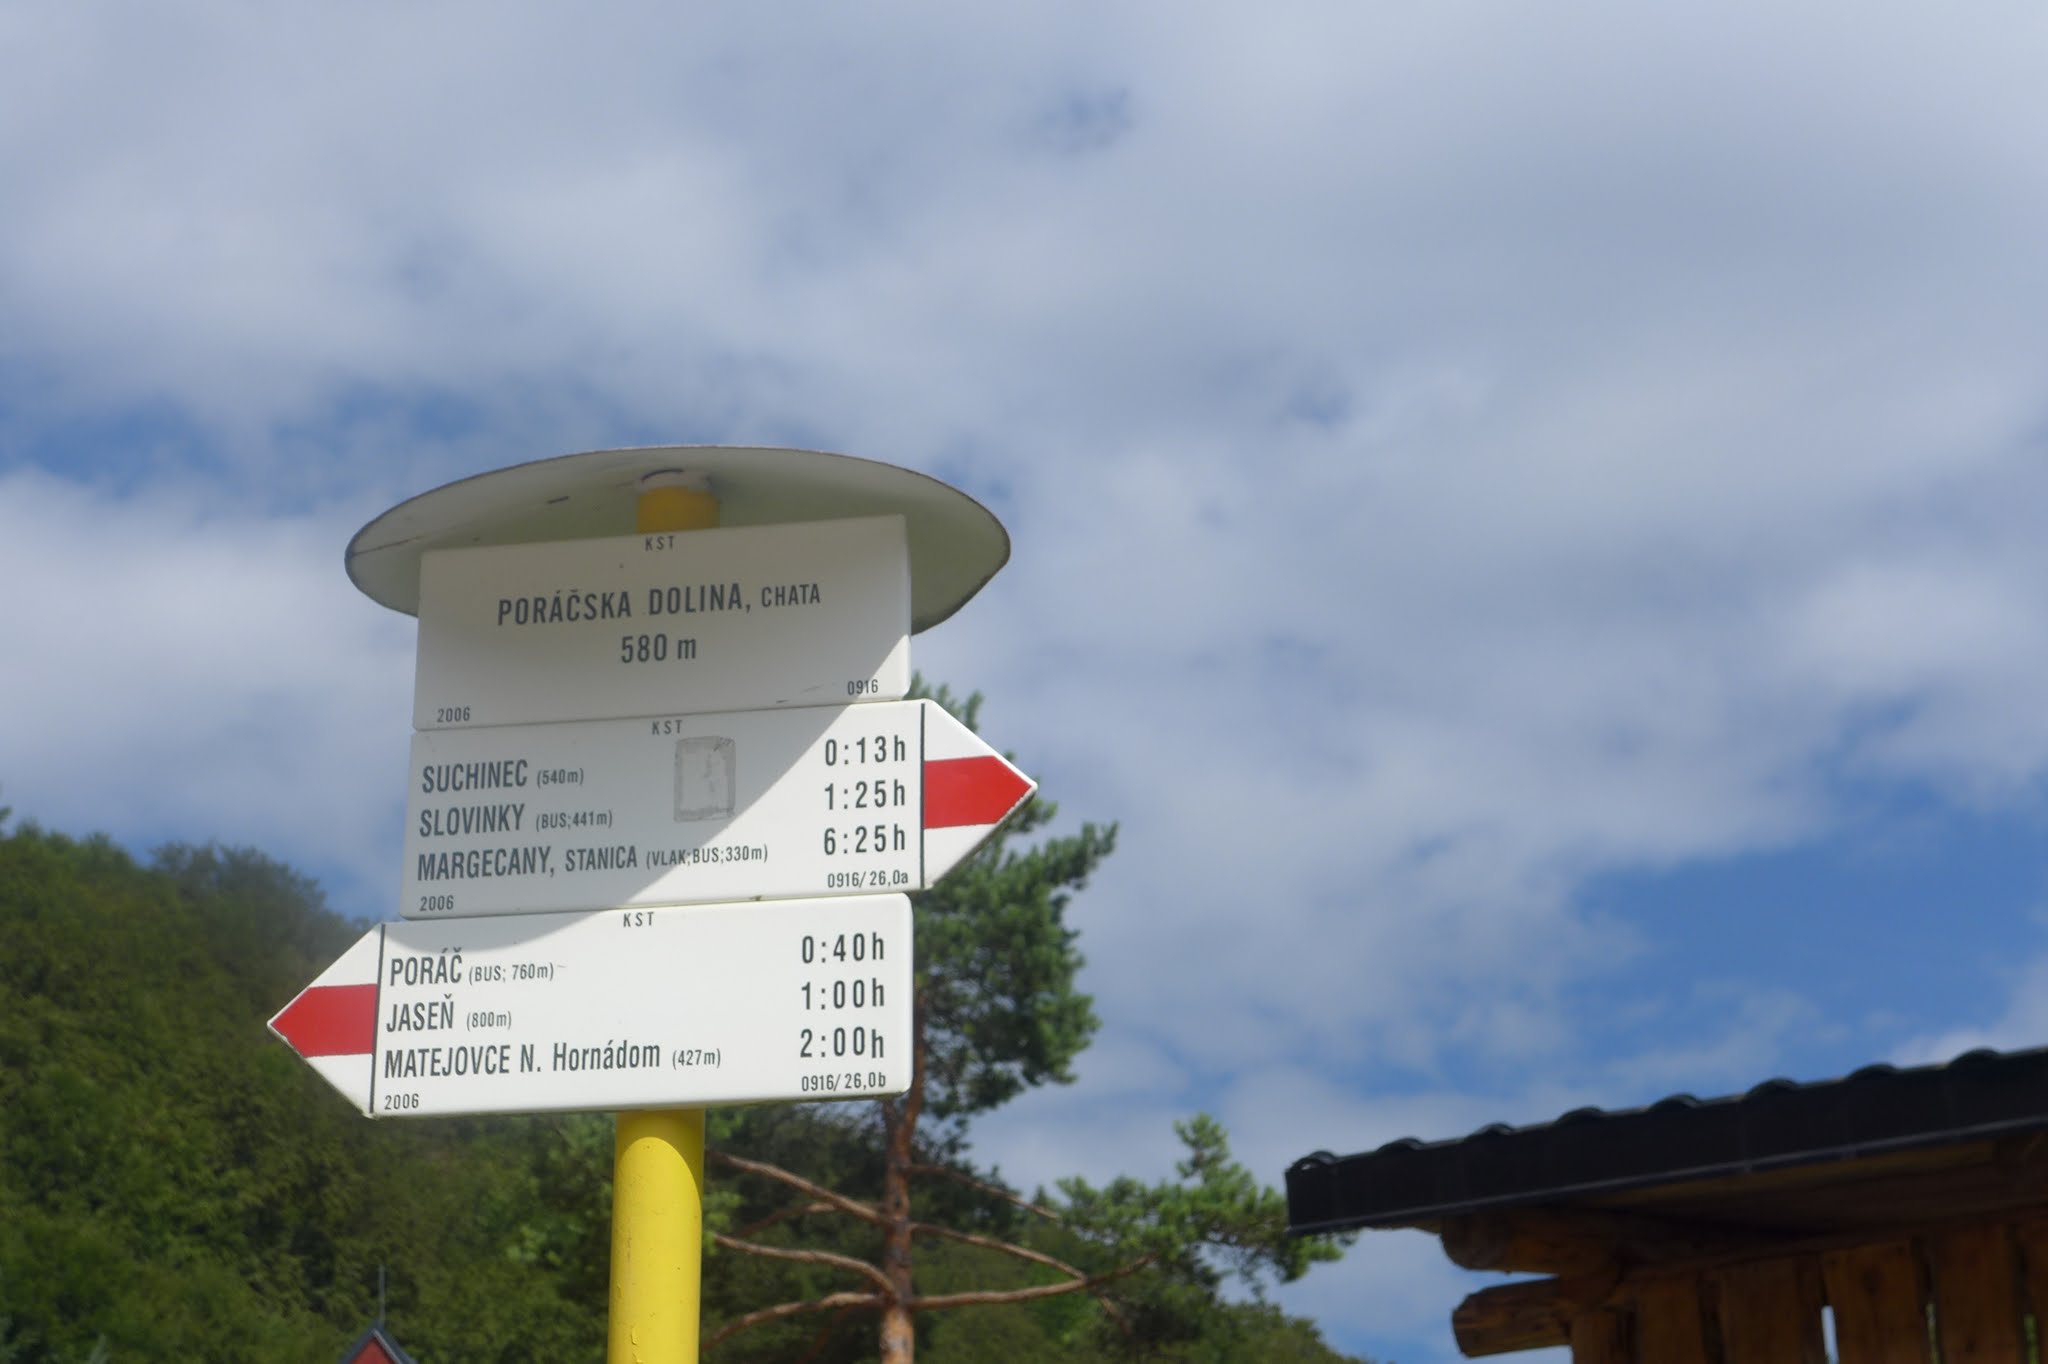 KST
PORÁČSKA DOLINA, CHATA
580 m
2006 0916
KST
SUCHINEC (540m) 0:13h
SLOVINKY (BUS;441m) 1:25h
MARGECANY, STANICA (VLAK;BUS;330m) 6:25h
2006 0916/26,0a
KST
PORÁČ (BUS; 760m) 0:40h
JASEŇ (800m) 1:00h
MATEJOVCE N. Hornádom (427m) 2:00h
2006 0916/26,0b